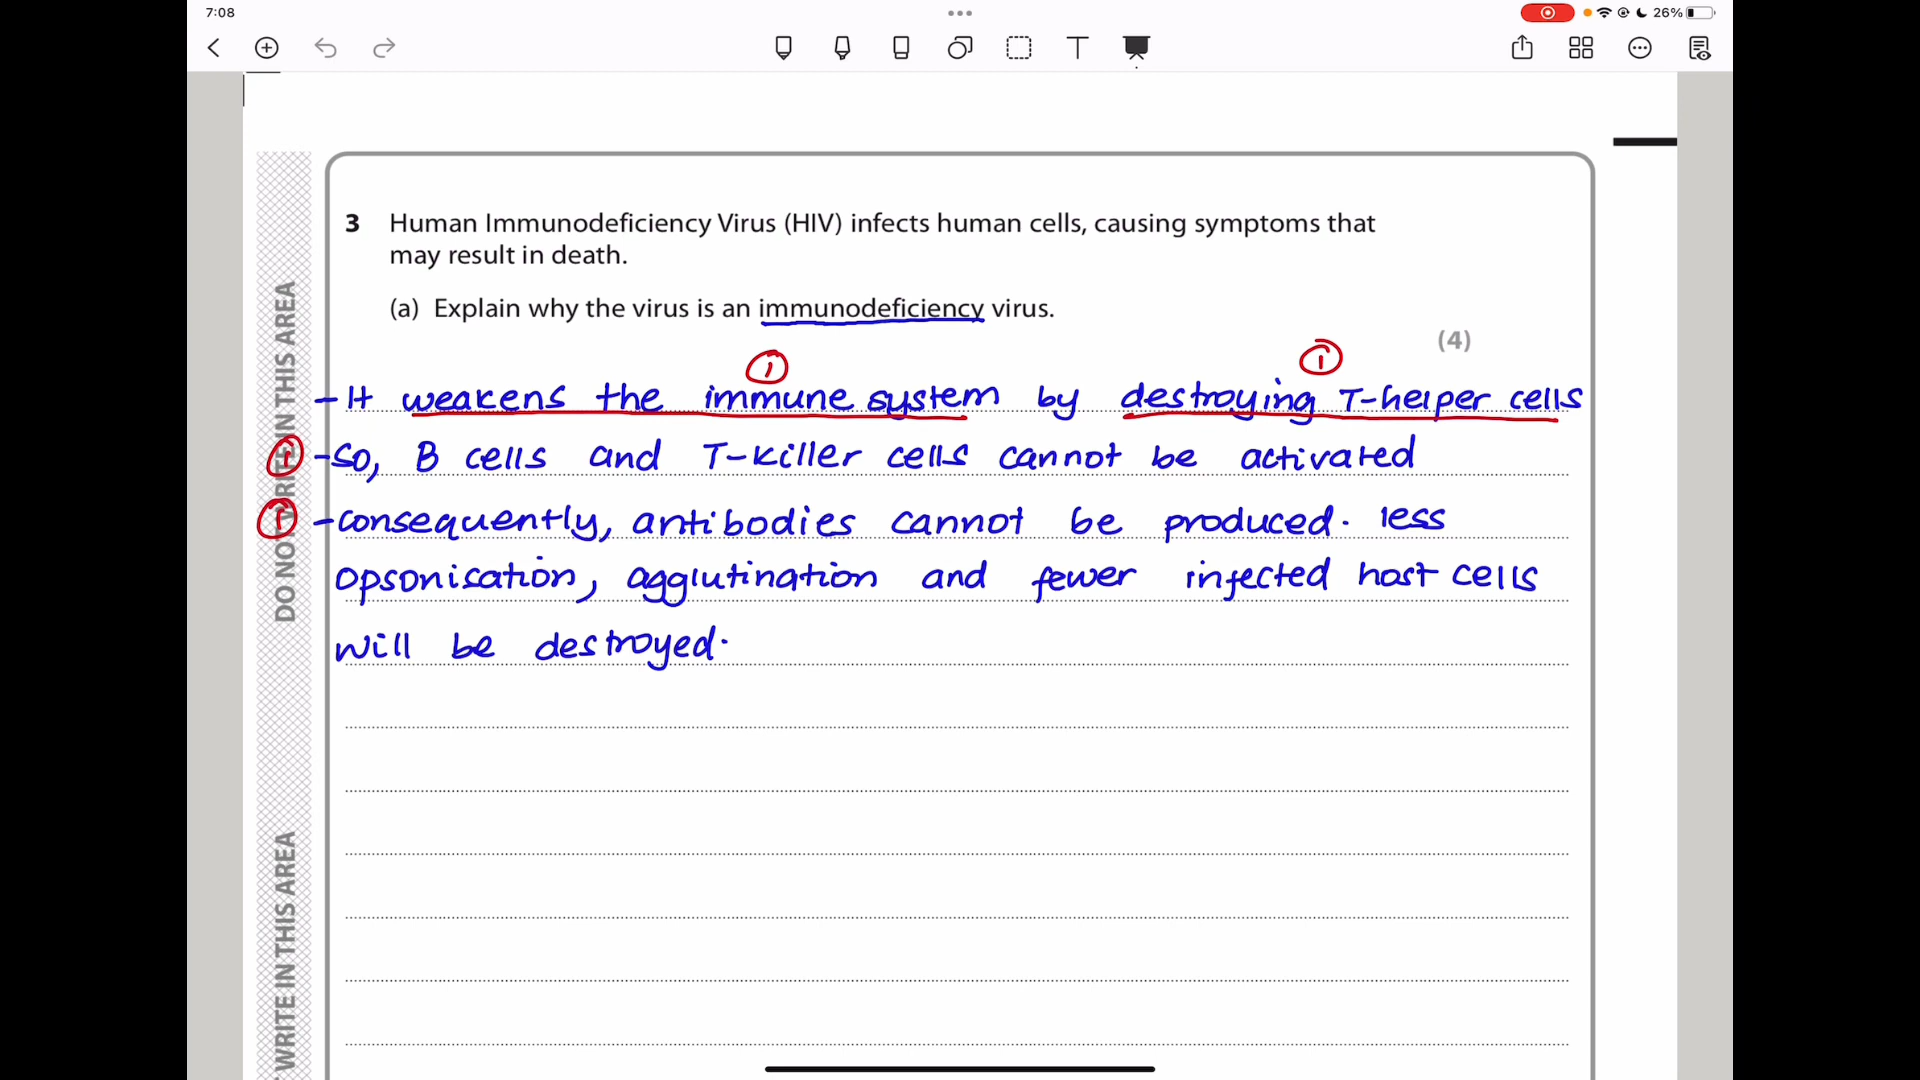 7:08
26%
3 Human Immunodeficiency Virus (HIV) infects human cells, causing symptoms that
may result in death.
(a) Explain why the virus is an immunodeficiency virus.
(4)
1 1
- It weakens the immune system by destroying T-helper cells
1 - So, B cells and T-killer cells cannot be activated
1 - consequently, antibodies cannot be produced. less
opsonisation, agglutination and fewer infected host cells
will be destroyed.
DO NOT WRITE IN THIS AREA
WRITE IN THIS AREA